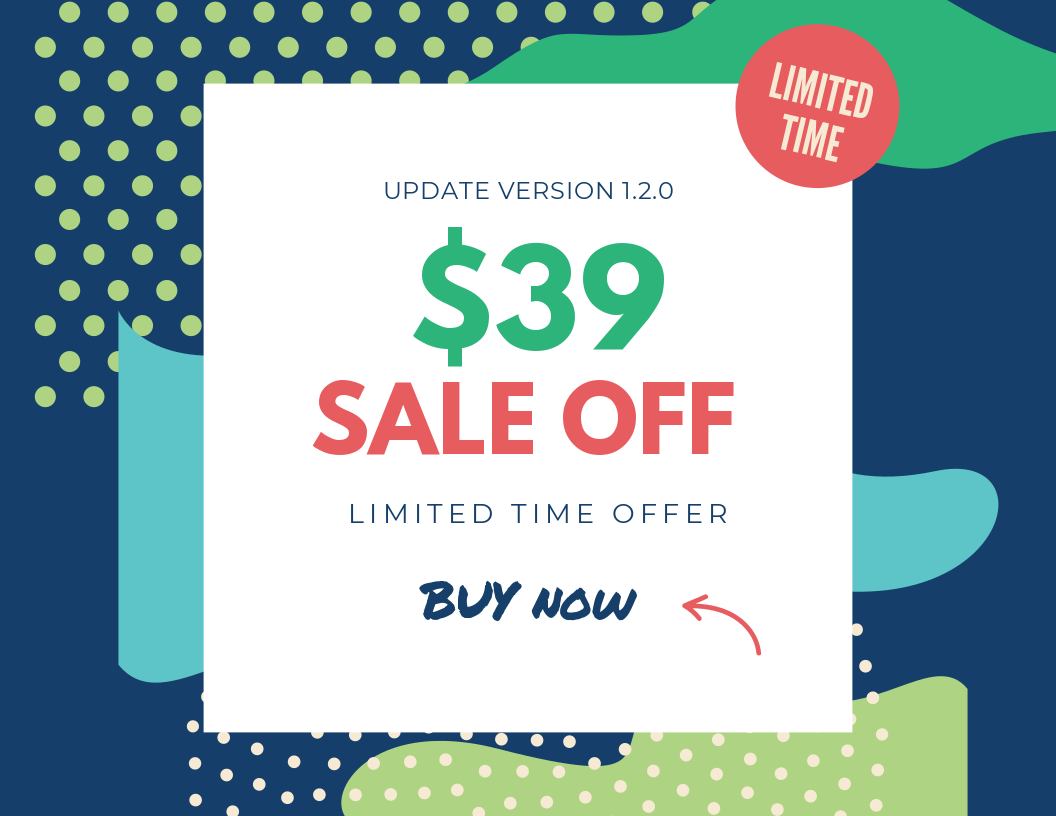 LIMITED
TIME
UPDATE VERSION 1.2.0
$39
SALE OFF
LIMITED TIME OFFER
BUY NOW